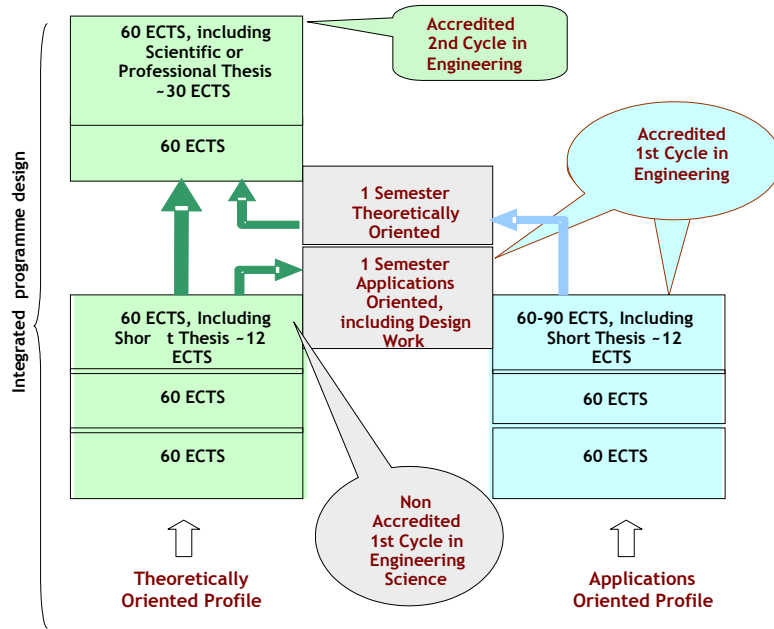 60 ECTS, including
Scientific or
Professional Thesis
~30 ECTS
60 ECTS
Accredited
2nd Cycle in
Engineering
Accredited
1st Cycle in
Engineering
1 Semester
Theoretically
Oriented
1 Semester
Applications
Oriented,
including Design
Work
60 ECTS, Including
Shor t Thesis ~12
ECTS
60 ECTS
60 ECTS
60-90 ECTS, Including
Short Thesis ~12
ECTS
60 ECTS
60 ECTS
Non
Accredited
1st Cycle in
Engineering
Science
Theoretically
Oriented Profile
Applications
Oriented Profile
Integrated programme design